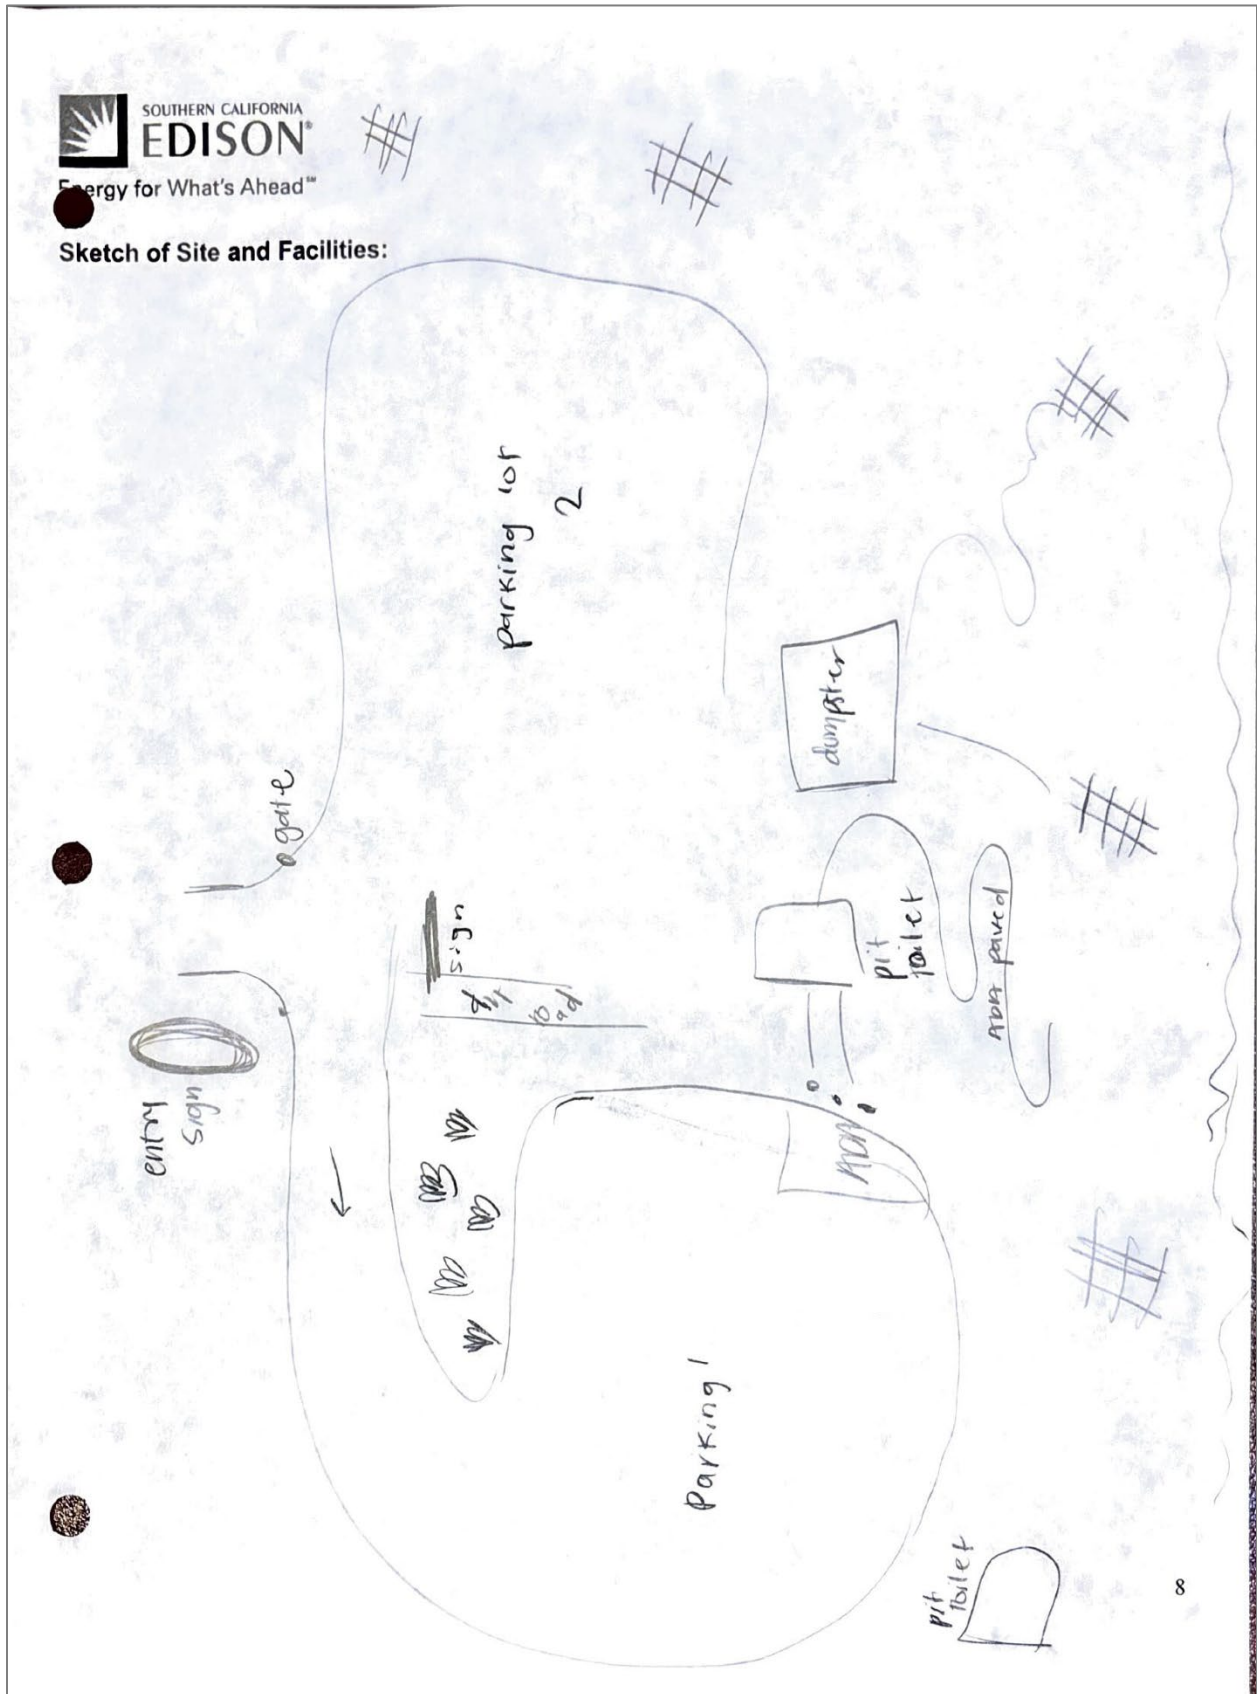 SOUTHERN CALIFORNIA
EDISON®
Energy for What's Ahead℠
Sketch of Site and Facilities:
parking lot
2
gate
sign
dirt
road
entry
sign
dumpster
pit
toilet
ADA paved
ADA
Parking 1
pit
toilet
8